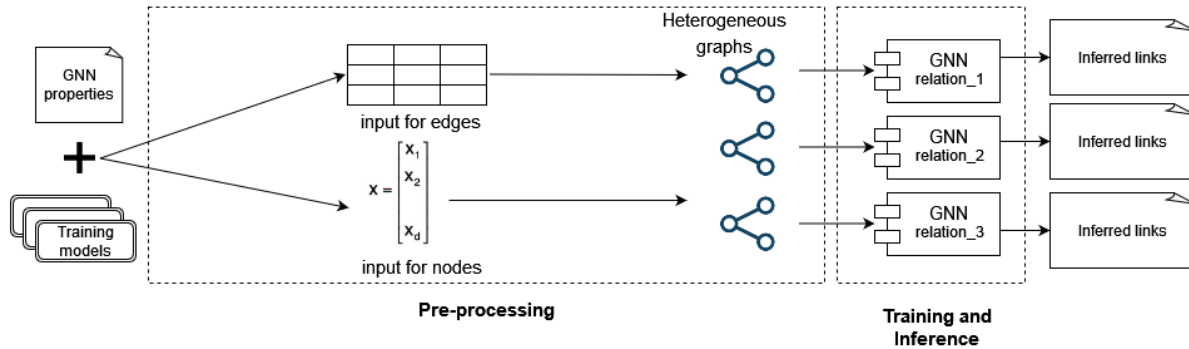 GNN
properties
+
Training
models
input for edges
x =
x1
x2
xd
input for nodes
Heterogeneous
graphs
Pre-processing
GNN
relation_1
GNN
relation_2
GNN
relation_3
Training and
Inference
Inferred links
Inferred links
Inferred links